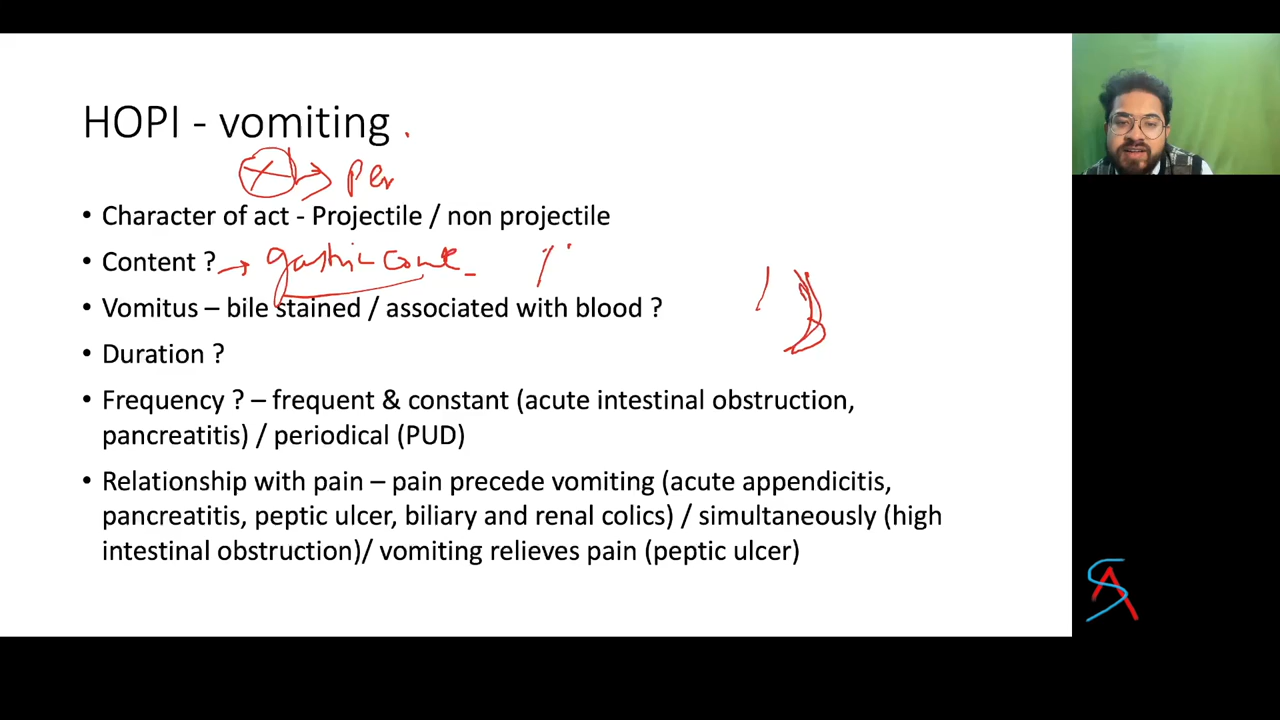 HOPI - vomiting
per
• Character of act - Projectile / non projectile
• Content ? → gastric cont
• Vomitus – bile stained / associated with blood ?
• Duration ?
• Frequency ? – frequent & constant (acute intestinal obstruction,
pancreatitis) / periodical (PUD)
• Relationship with pain – pain precede vomiting (acute appendicitis,
pancreatitis, peptic ulcer, biliary and renal colics) / simultaneously (high
intestinal obstruction)/ vomiting relieves pain (peptic ulcer)